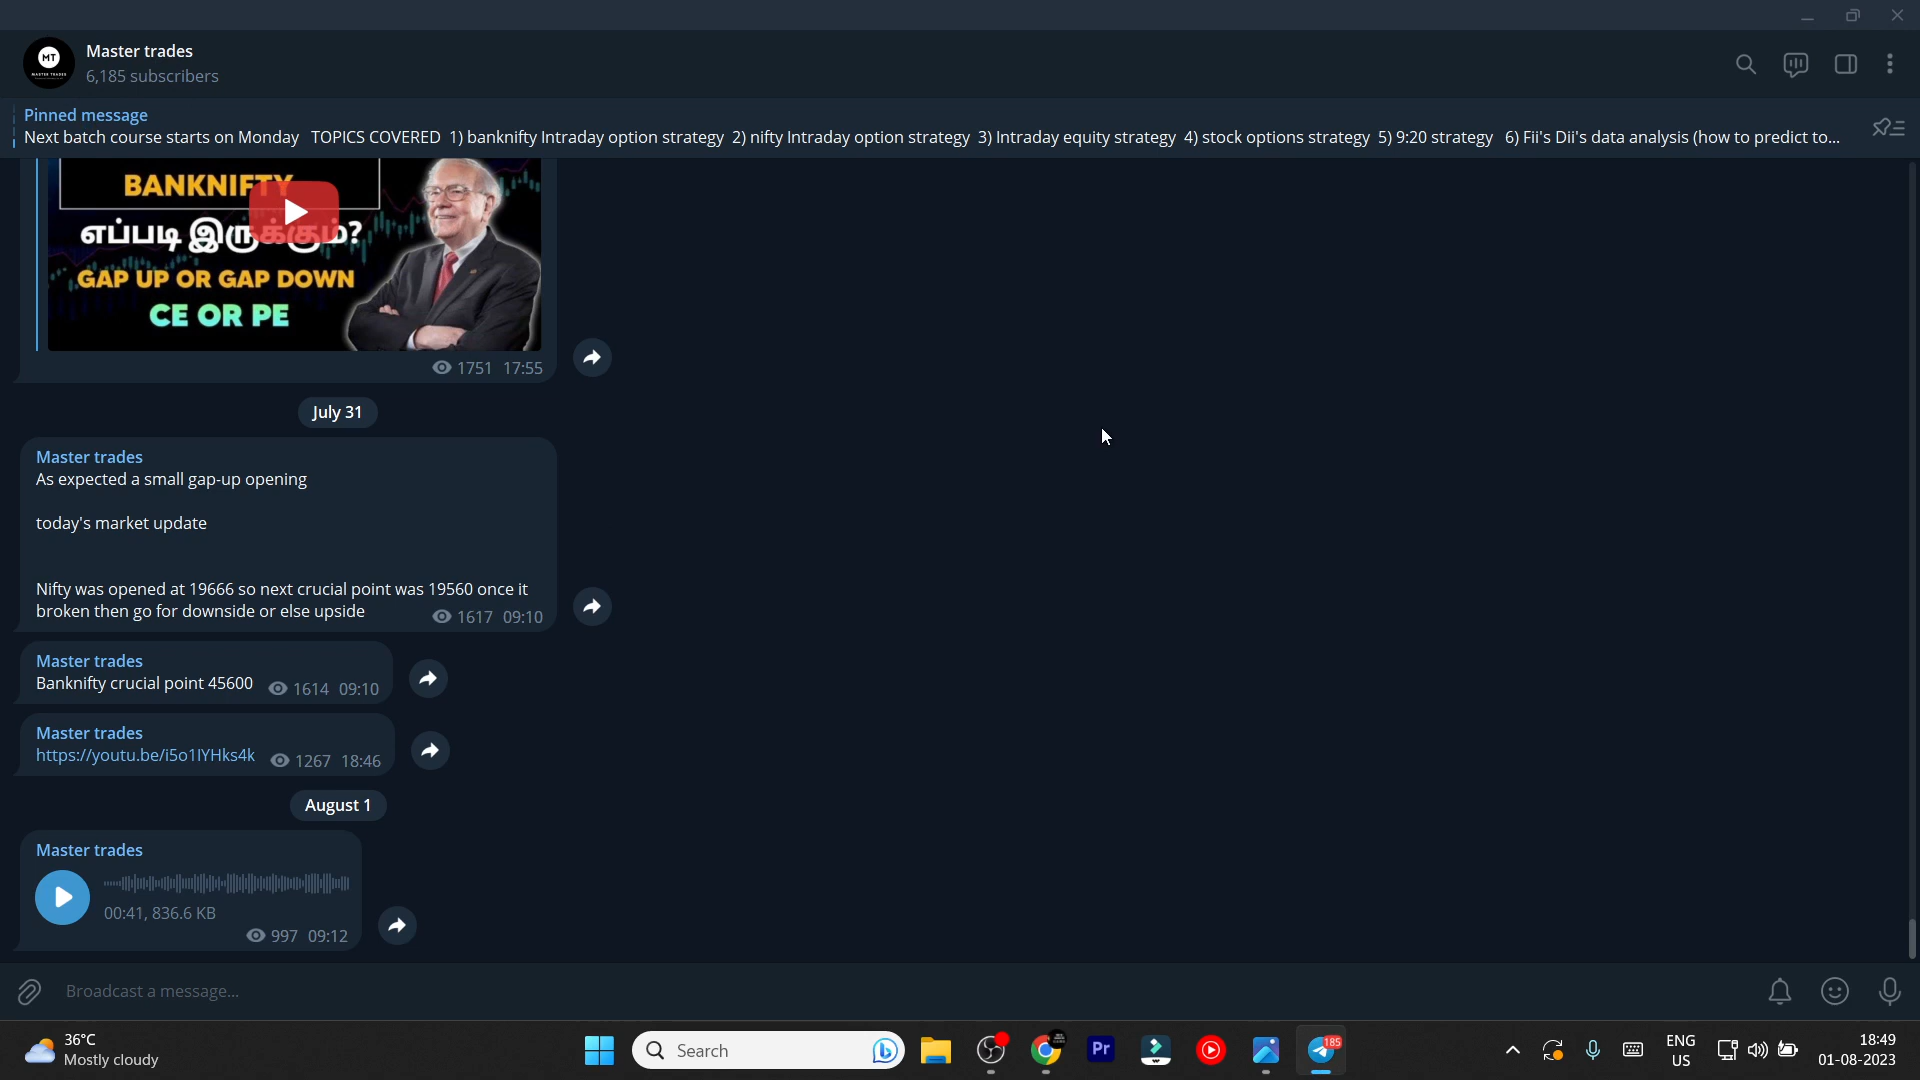 Master trades
6,185 subscribers
Pinned message
Next batch course starts on Monday TOPICS COVERED 1) banknifty Intraday option strategy 2) nifty Intraday option strategy 3) Intraday equity strategy 4) stock options strategy 5) 9:20 strategy 6) Fii's Dii's data analysis (how to predict to...
BANKNIFTY
எப்படி இருக்கும்?
GAP UP OR GAP DOWN
CE OR PE
1751 17:55
July 31
Master trades
As expected a small gap-up opening
today's market update
Nifty was opened at 19666 so next crucial point was 19560 once it
broken then go for downside or else upside 1617 09:10
Master trades
Banknifty crucial point 45600 1614 09:10
Master trades
https://youtu.be/i5o1lYHks4k 1267 18:46
August 1
Master trades
00:41, 836.6 KB
997 09:12
Broadcast a message...
36°C
Mostly cloudy
Search
Pr
185
ENG
US
18:49
01-08-2023